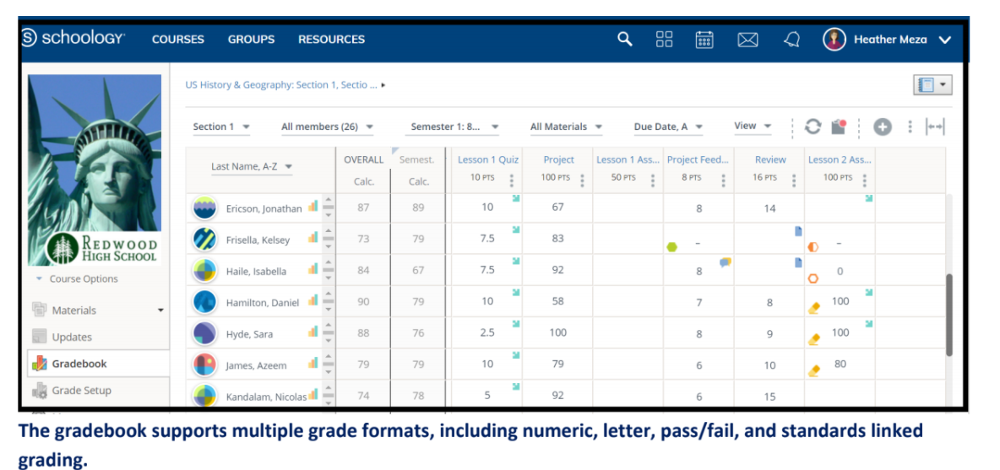 schoology COURSES GROUPS RESOURCES Heather Meza
US History & Geography: Section 1, Sectio ...
Section 1 All members (26) Semester 1: 8... All Materials Due Date, A View
Last Name, A-Z OVERALL Semest. Lesson 1 Quiz Project Lesson 1 Ass... Project Feed... Review Lesson 2 Ass...
Calc. Calc. 10 PTS 100 PTS 50 PTS 8 PTS 16 PTS 100 PTS
Ericson, Jonathan 87 89 10 67 8 14
Frisella, Kelsey 73 79 7.5 83 – –
Haile, Isabella 84 67 7.5 92 8 0
Hamilton, Daniel 90 79 10 58 7 8 100
Hyde, Sara 88 76 2.5 100 8 9 100
James, Azeem 79 79 10 79 6 10 80
Kandalam, Nicolas 74 78 5 92 6 15
REDWOOD
HIGH SCHOOL
Course Options
Materials
Updates
Gradebook
Grade Setup
The gradebook supports multiple grade formats, including numeric, letter, pass/fail, and standards linked
grading.